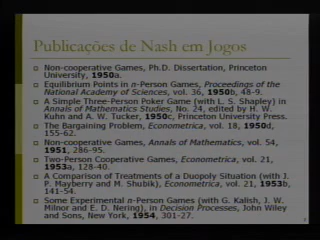 Publicações de Nash em Jogos
Non-cooperative Games, Ph.D. Dissertation, Princeton
University, 1950a.
Equilibrium Points in n-Person Games, Proceedings of the
National Academy of Sciences, vol. 36, 1950b, 48-9.
A Simple Three-Person Poker Game (with L. S. Shapley) in
Annals of Mathematics Studies, No. 24, edited by H. W.
Kuhn and A. W. Tucker, 1950c, Princeton University Press.
The Bargaining Problem, Econometrica, vol. 18, 1950d,
155-62.
Non-cooperative Games, Annals of Mathematics, vol. 54,
1951, 286-95.
Two-Person Cooperative Games, Econometrica, vol. 21,
1953a, 128-40.
A Comparison of Treatments of a Duopoly Situation (with J.
P. Mayberry and M. Shubik), Econometrica, vol. 21, 1953b,
141-54.
Some Experimental n-Person Games (with G. Kalish, J. W.
Milnor and E. D. Nering), in Decision Processes, John Wiley
and Sons, New York, 1954, 301-27.